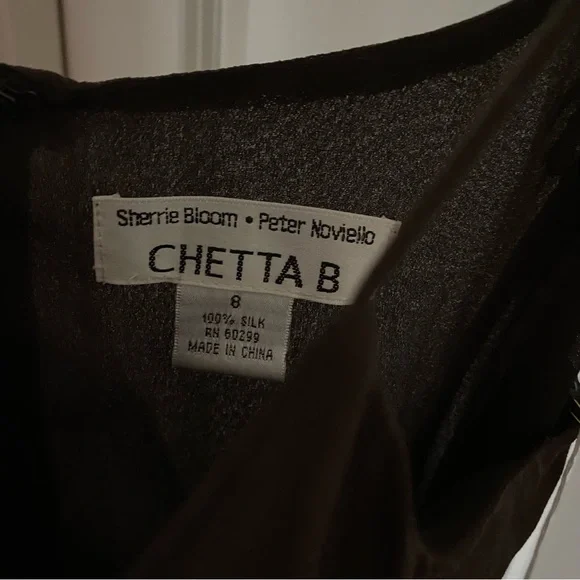 Sherrie Bloom • Peter Noviello
CHETTA B
8
100% SILK
RN 60299
MADE IN CHINA